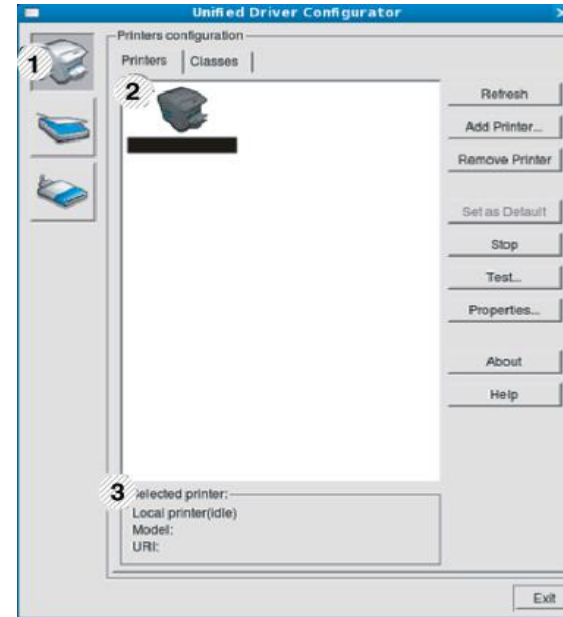 Unified Driver Configurator
Printers configuration
1
Printers
Classes
2
Refresh
Add Printer...
Remove Printer
Set as Default
Stop
Test...
Properties...
About
Help
3
Selected printer:
Local printer(idle)
Model:
URI:
Exit